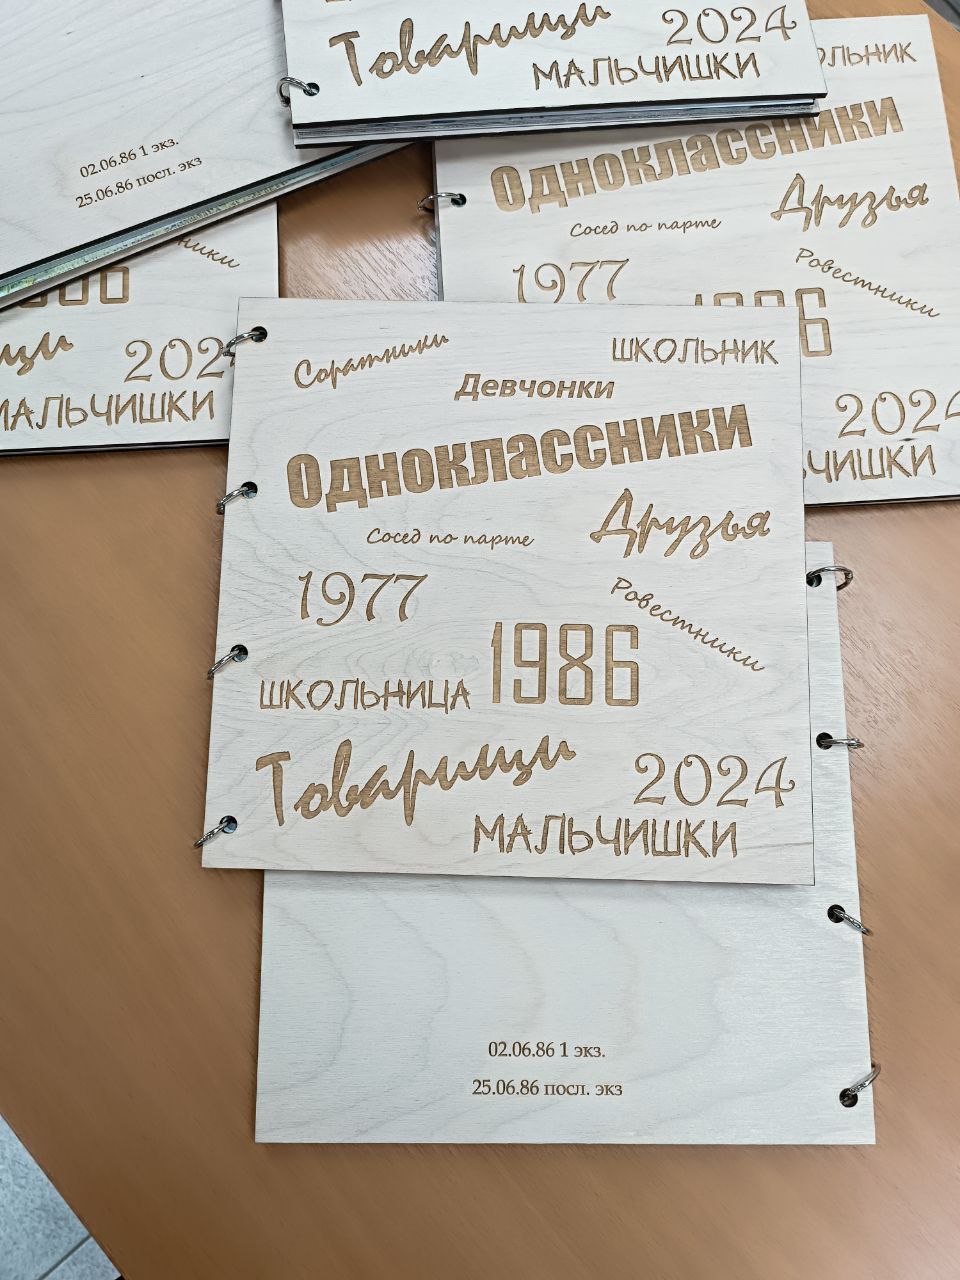 Товарищи
2024
МАЛЬЧИШКИ
02.06.86 1 экз.
25.06.86 посл. экз
Одноклассники
Друзья
Сосед по парте
1977
Ровестники
2024
МАЛЬЧИШКИ
2024
Соратники
ШКОЛЬНИК
Девчонки
Одноклассники
Сосед по парте
Друзья
1977
Ровестники
1986
ШКОЛЬНИЦА
Товарищи
2024
МАЛЬЧИШКИ
02.06.86 1 экз.
25.06.86 посл. экз